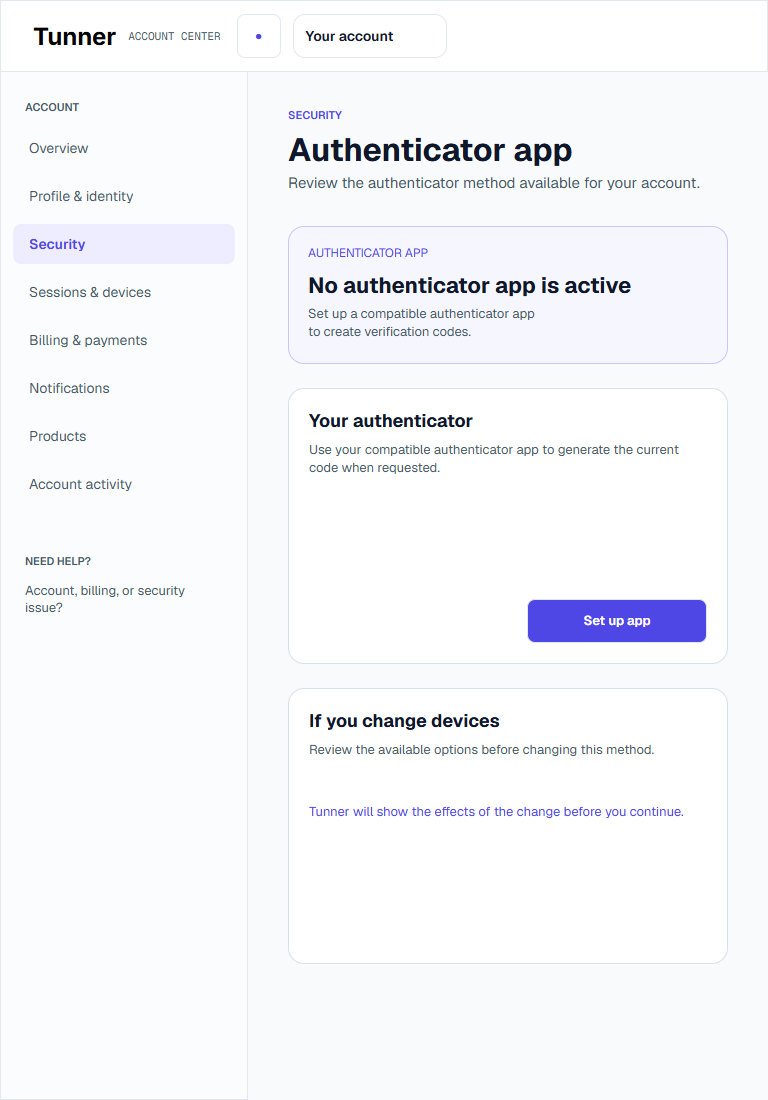 Tunner ACCOUNT CENTER
Your account
ACCOUNT
Overview
Profile & identity
Security
Sessions & devices
Billing & payments
Notifications
Products
Account activity
NEED HELP?
Account, billing, or security
issue?
SECURITY
Authenticator app
Review the authenticator method available for your account.
AUTHENTICATOR APP
No authenticator app is active
Set up a compatible authenticator app
to create verification codes.
Your authenticator
Use your compatible authenticator app to generate the current
code when requested.
Set up app
If you change devices
Review the available options before changing this method.
Tunner will show the effects of the change before you continue.